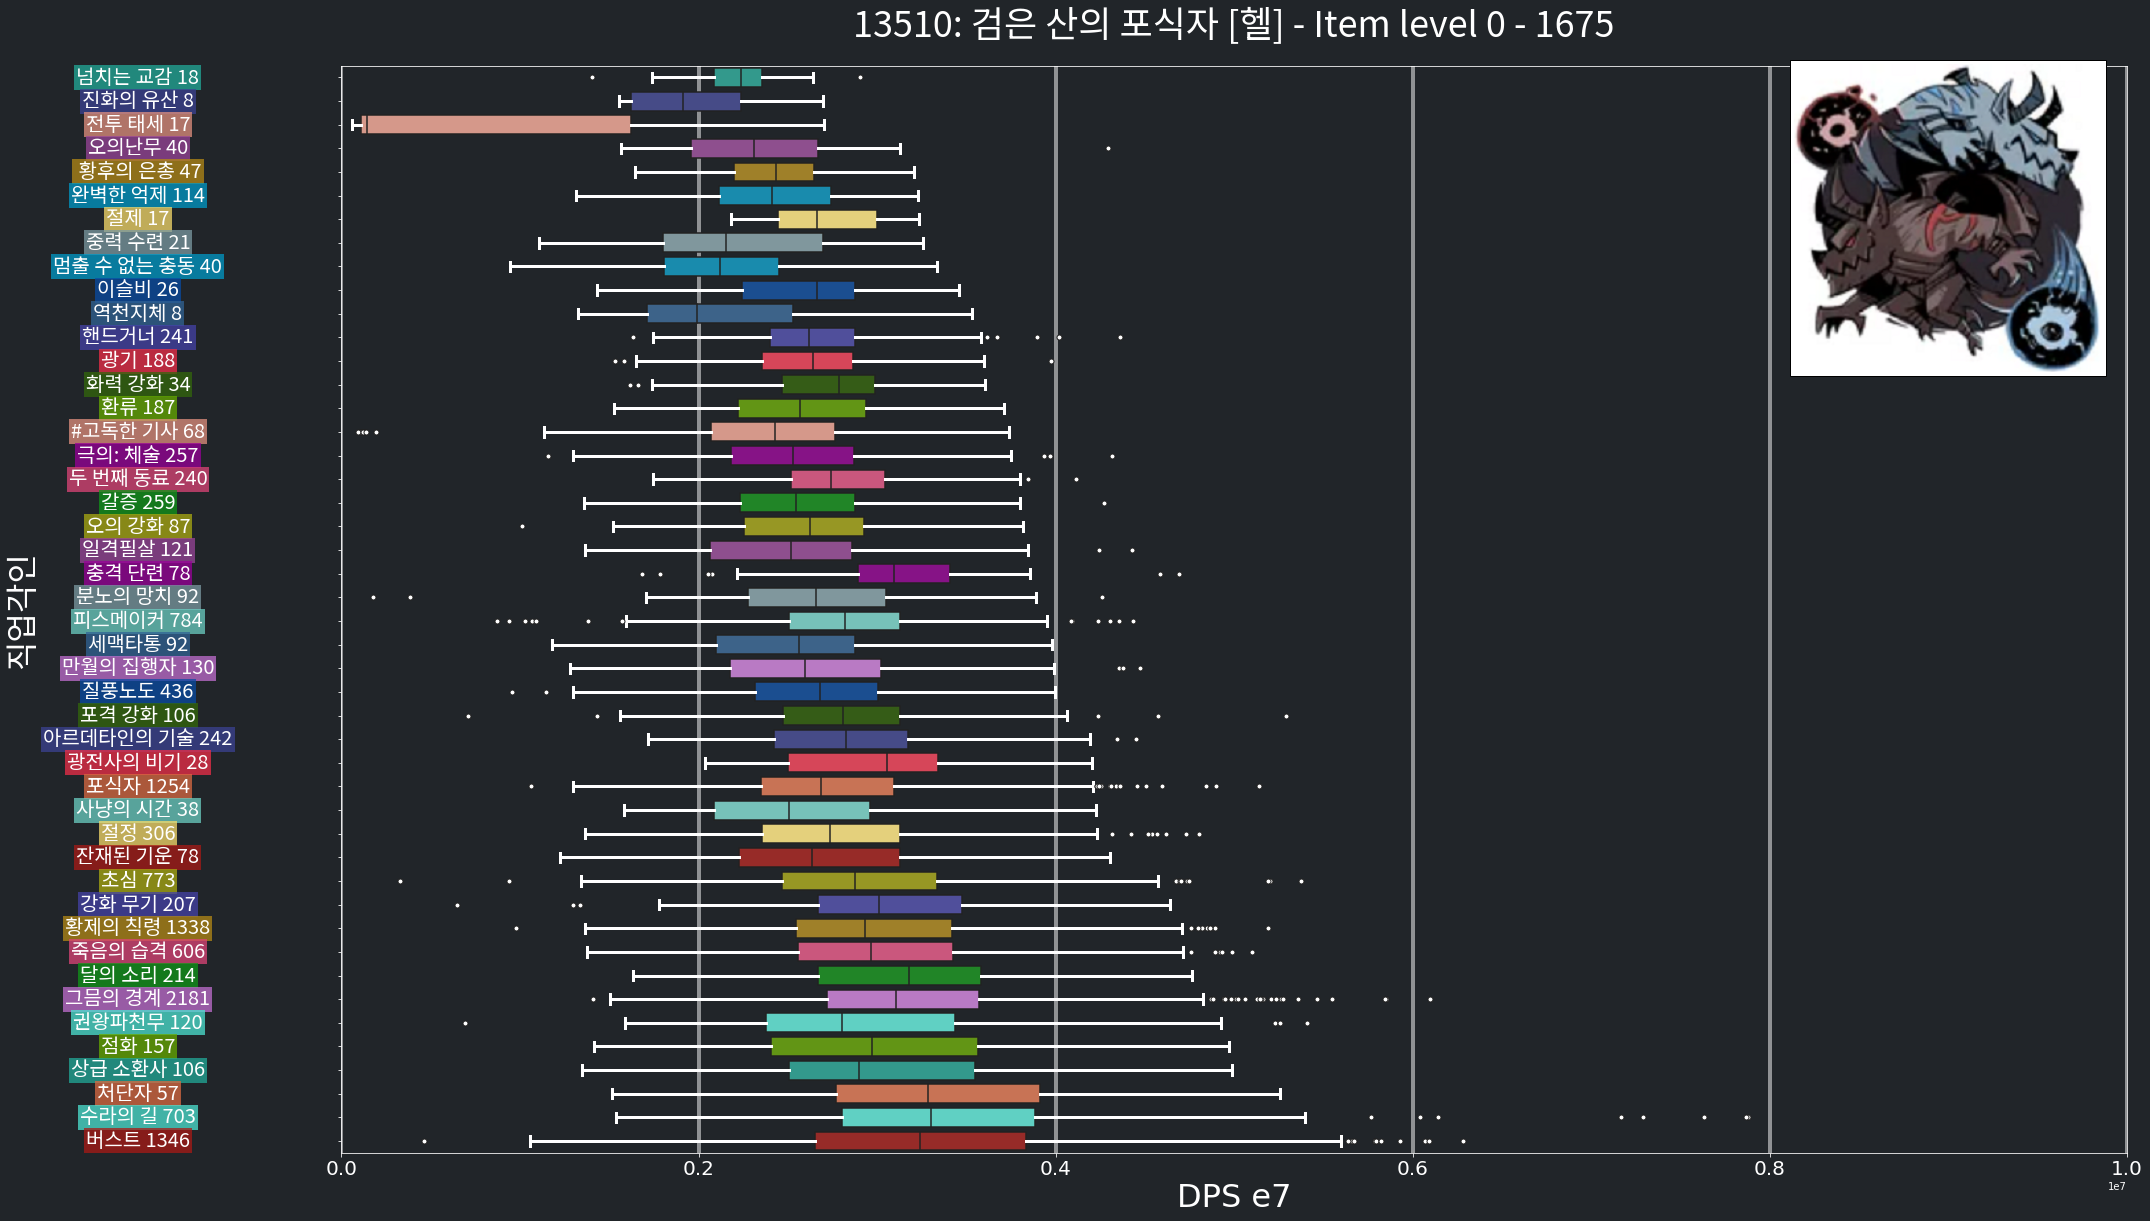 13510: 검은 산의 포식자 [헬] - Item level 0 - 1675
직업각인
넘치는 교감 18
진화의 유산 8
전투 태세 17
오의난무 40
황후의 은총 47
완벽한 억제 114
절제 17
중력 수련 21
멈출 수 없는 충동 40
이슬비 26
역천지체 8
핸드거너 241
광기 188
화력 강화 34
환류 187
#고독한 기사 68
극의: 체술 257
두 번째 동료 240
갈증 259
오의 강화 87
일격필살 121
충격 단련 78
분노의 망치 92
피스메이커 784
세맥타통 92
만월의 집행자 130
질풍노도 436
포격 강화 106
아르데타인의 기술 242
광전사의 비기 28
포식자 1254
사냥의 시간 38
절정 306
잔재된 기운 78
초심 773
강화 무기 207
황제의 칙령 1338
죽음의 습격 606
달의 소리 214
그믐의 경계 2181
권왕파천무 120
점화 157
상급 소환사 106
처단자 57
수라의 길 703
버스트 1346
0.0 0.2 0.4 0.6 0.8 1.0
1e7
DPS e7